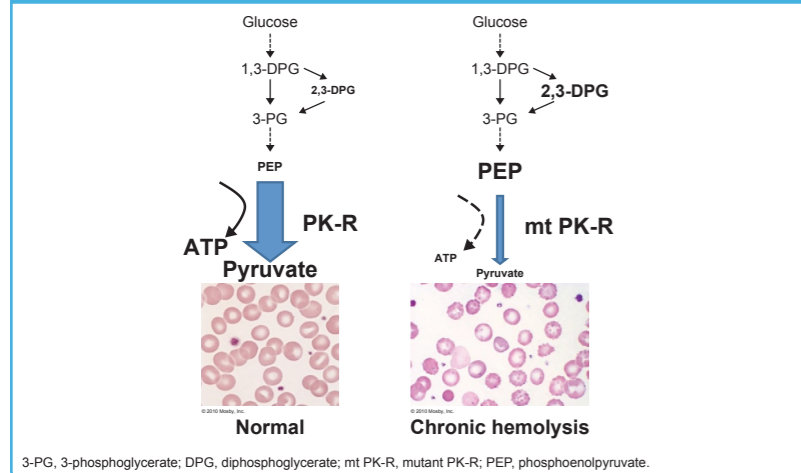 Glucose
1,3-DPG
2,3-DPG
3-PG
PEP
PK-R
ATP
Pyruvate
© 2010 Mosby, Inc.
Normal
Glucose
1,3-DPG
2,3-DPG
3-PG
PEP
mt PK-R
ATP
Pyruvate
© 2010 Mosby, Inc.
Chronic hemolysis
3-PG, 3-phosphoglycerate; DPG, diphosphoglycerate; mt PK-R, mutant PK-R; PEP, phosphoenolpyruvate.